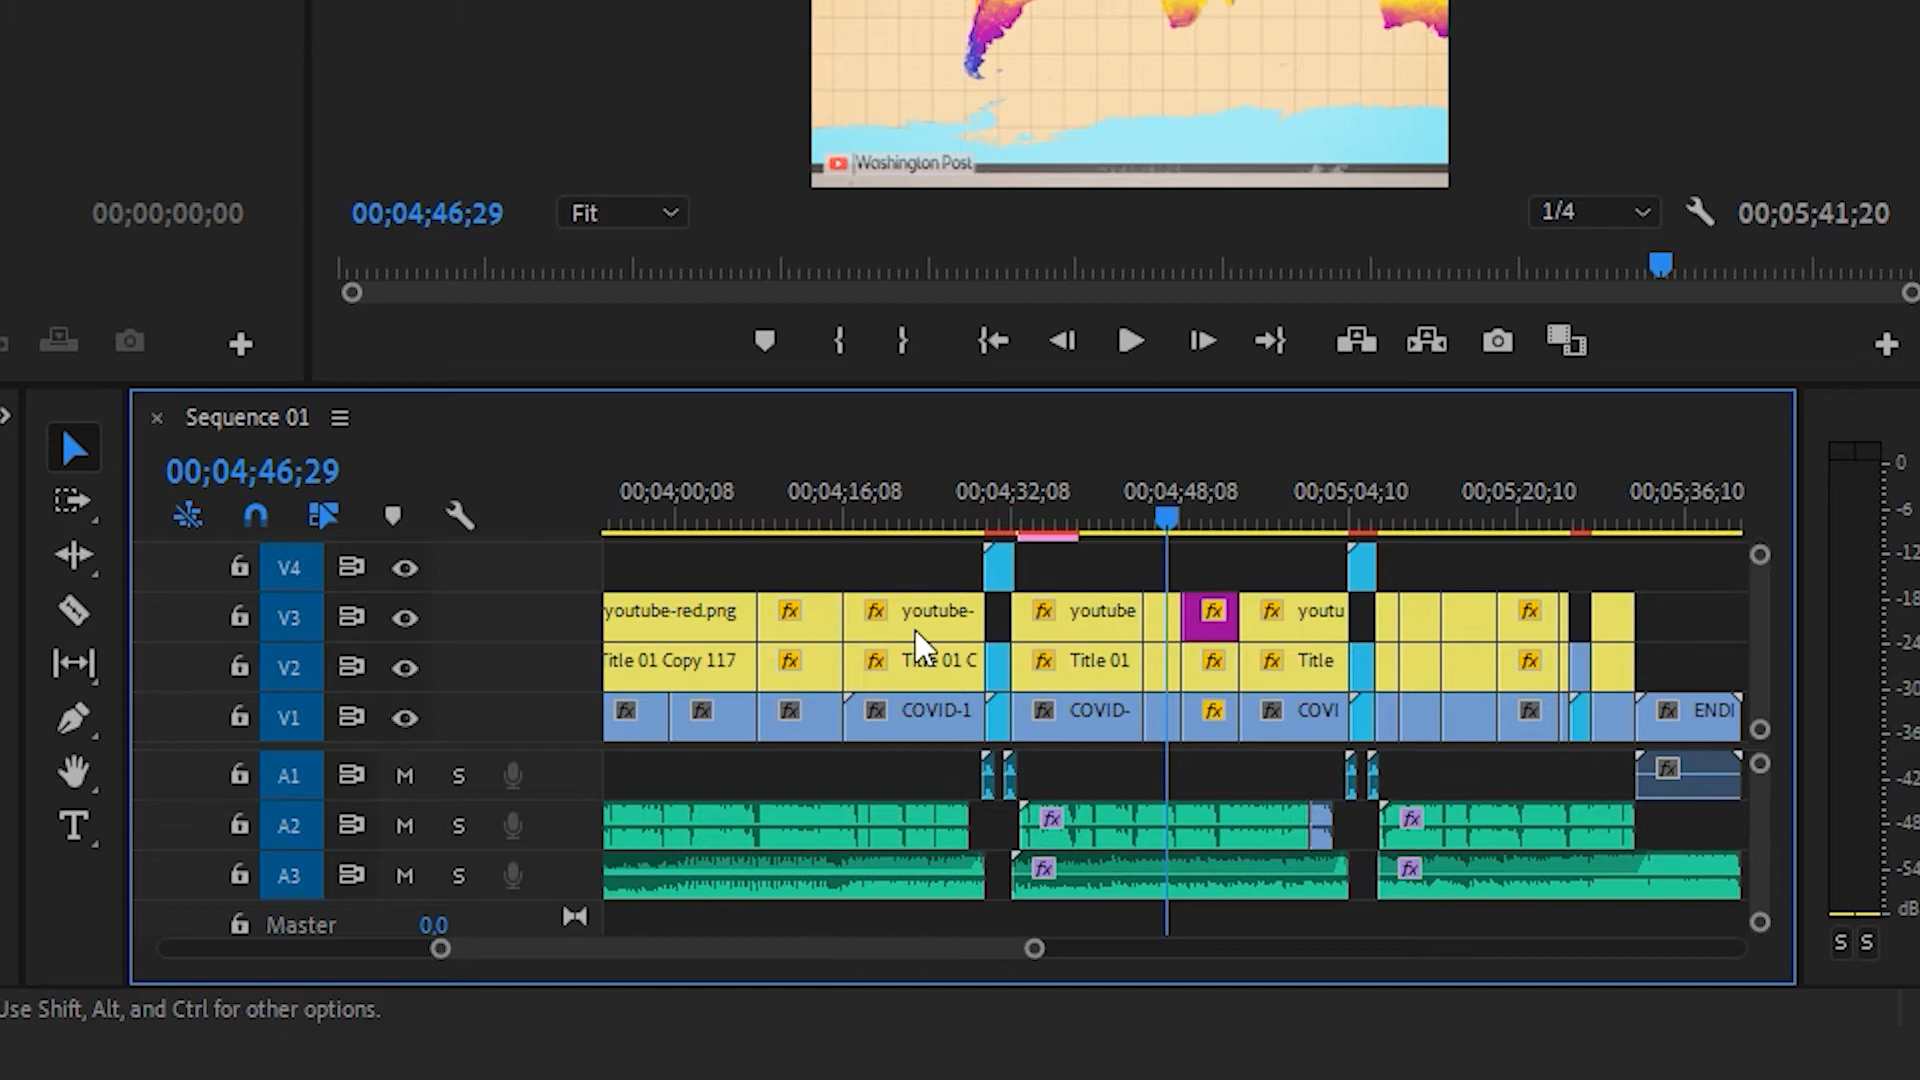 Washington Post
00;00;00;00
00;04;46;29
Fit
1/4
00;05;41;20
Sequence 01
00;04;46;29
00;04;00;08
00;04;16;08
00;04;32;08
00;04;48;08
00;05;04;10
00;05;20;10
00;05;36;10
V4
V3
youtube-red.png
fx
fx youtube-
fx youtube
fx
fx youtu
fx
V2
Title 01 Copy 117
fx
fx Title 01 C
fx Title 01
fx
fx Title
fx
V1
fx
fx
fx
fx COVID-1
fx COVID-
fx
fx COVI
fx
fx ENDI
A1 M S
fx
A2 M S
fx
fx
A3 M S
fx
fx
Master 0,0
0
-6
-12
-18
-24
-30
-36
-42
-48
-54
dB
S S
Use Shift, Alt, and Ctrl for other options.